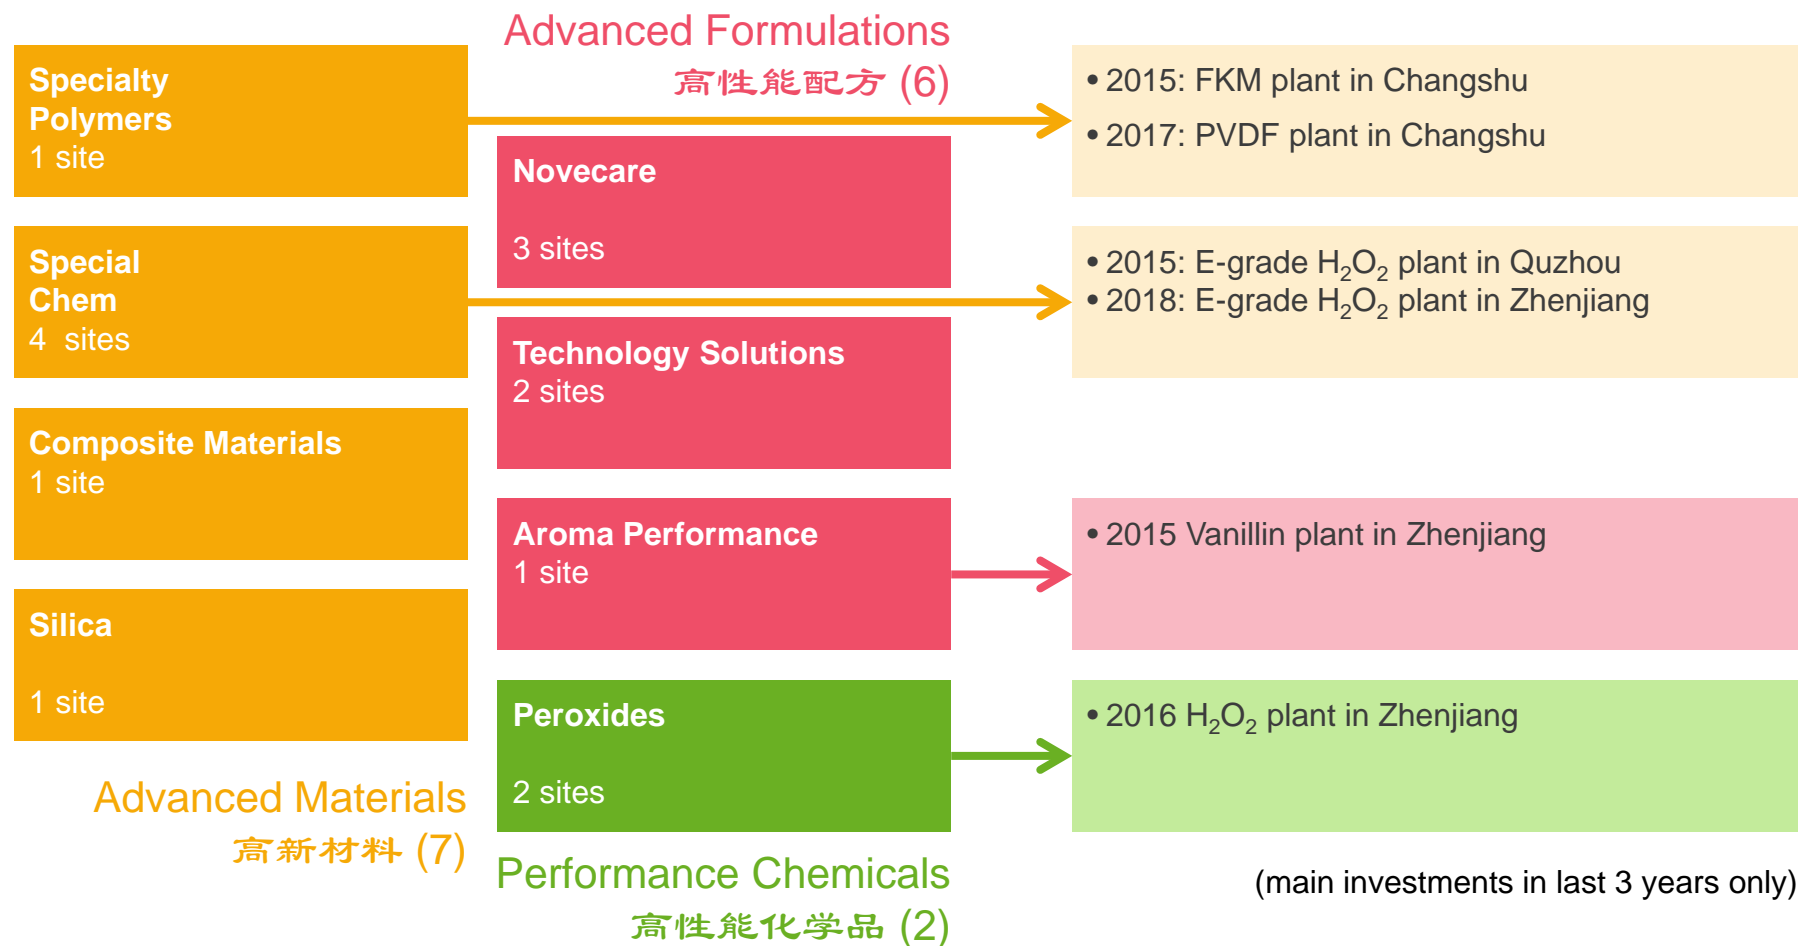 Advanced Formulations
高性能配方 (6)
Specialty
Polymers
1 site
Special
Chem
4  sites
Composite Materials
1 site
Silica
1 site
Advanced Materials
高新材料 (7)
Novecare
3 sites
Technology Solutions
2 sites
Aroma Performance
1 site
Peroxides
2 sites
Performance Chemicals
高性能化学品 (2)
• 2015: FKM plant in Changshu
• 2017: PVDF plant in Changshu
• 2015: E-grade H₂O₂ plant in Quzhou
• 2018: E-grade H₂O₂ plant in Zhenjiang
• 2015 Vanillin plant in Zhenjiang
• 2016 H₂O₂ plant in Zhenjiang
(main investments in last 3 years only)